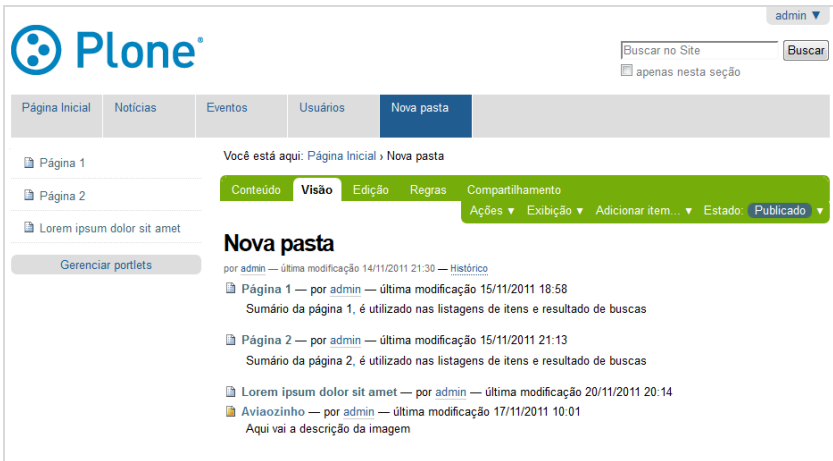 admin ▼
Plone
Buscar no Site Buscar
apenas nesta seção
Página Inicial Notícias Eventos Usuários Nova pasta
Página 1
Página 2
Lorem ipsum dolor sit amet
Gerenciar portlets
Você está aqui: Página Inicial › Nova pasta
Conteúdo Visão Edição Regras Compartilhamento
Ações ▼ Exibição ▼ Adicionar item... ▼ Estado: Publicado ▼
Nova pasta
por admin — última modificação 14/11/2011 21:30 — Histórico
Página 1 — por admin — última modificação 15/11/2011 18:58
Sumário da página 1, é utilizado nas listagens de itens e resultado de buscas
Página 2 — por admin — última modificação 15/11/2011 21:13
Sumário da página 2, é utilizado nas listagens de itens e resultado de buscas
Lorem ipsum dolor sit amet — por admin — última modificação 20/11/2011 20:14
Aviaozinho — por admin — última modificação 17/11/2011 10:01
Aqui vai a descrição da imagem